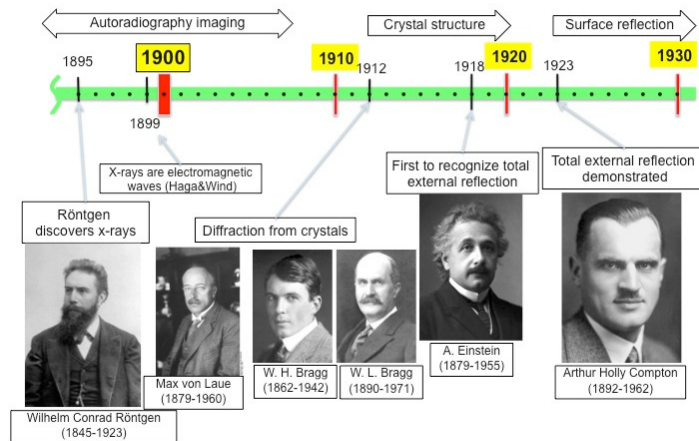 Autoradiography imaging
Crystal structure
Surface reflection
1895
1900
1910
1912
1918
1920
1923
1930
1899
X-rays are electromagnetic
waves (Haga&Wind)
First to recognize total
external reflection
Total external reflection
demonstrated
Röntgen
discovers x-rays
Diffraction from crystals
Wilhelm Conrad Röntgen
(1845-1923)
Max von Laue
(1879-1960)
W. H. Bragg
(1862-1942)
W. L. Bragg
(1890-1971)
A. Einstein
(1879-1955)
Arthur Holly Compton
(1892-1962)